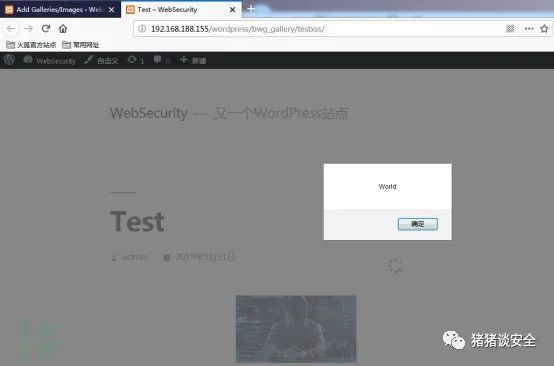 Add Galleries/Images ‹ Web
Test – WebSecurity
192.168.188.155/wordpress/bwg_gallery/testxss/
火狐官方站点 常用网址
WebSecurity 自定义 1 0 新建
WebSecurity — 又一个WordPress站点
World
确定
Test
admin 2019年9月11日
猪猪谈安全